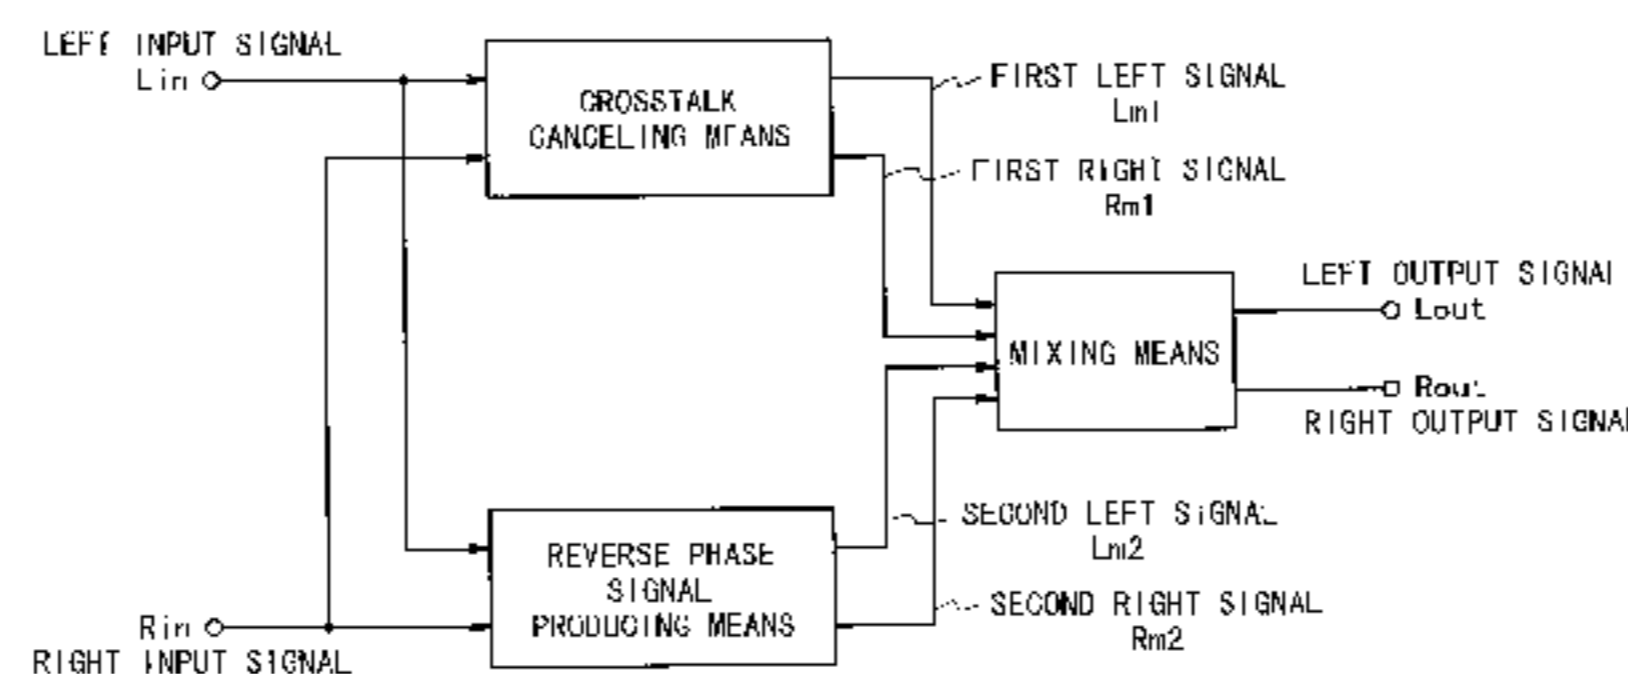 LEFT INPUT SIGNAL
Lin
CROSSTALK
CANCELING MEANS
FIRST LEFT SIGNAL
Lm1
FIRST RIGHT SIGNAL
Rm1
LEFT OUTPUT SIGNAL
Lout
MIXING MEANS
Rout
RIGHT OUTPUT SIGNAL
SECOND LEFT SIGNAL
Lm2
REVERSE PHASE
SIGNAL
PRODUCING MEANS
SECOND RIGHT SIGNAL
Rm2
Rin
RIGHT INPUT SIGNAL